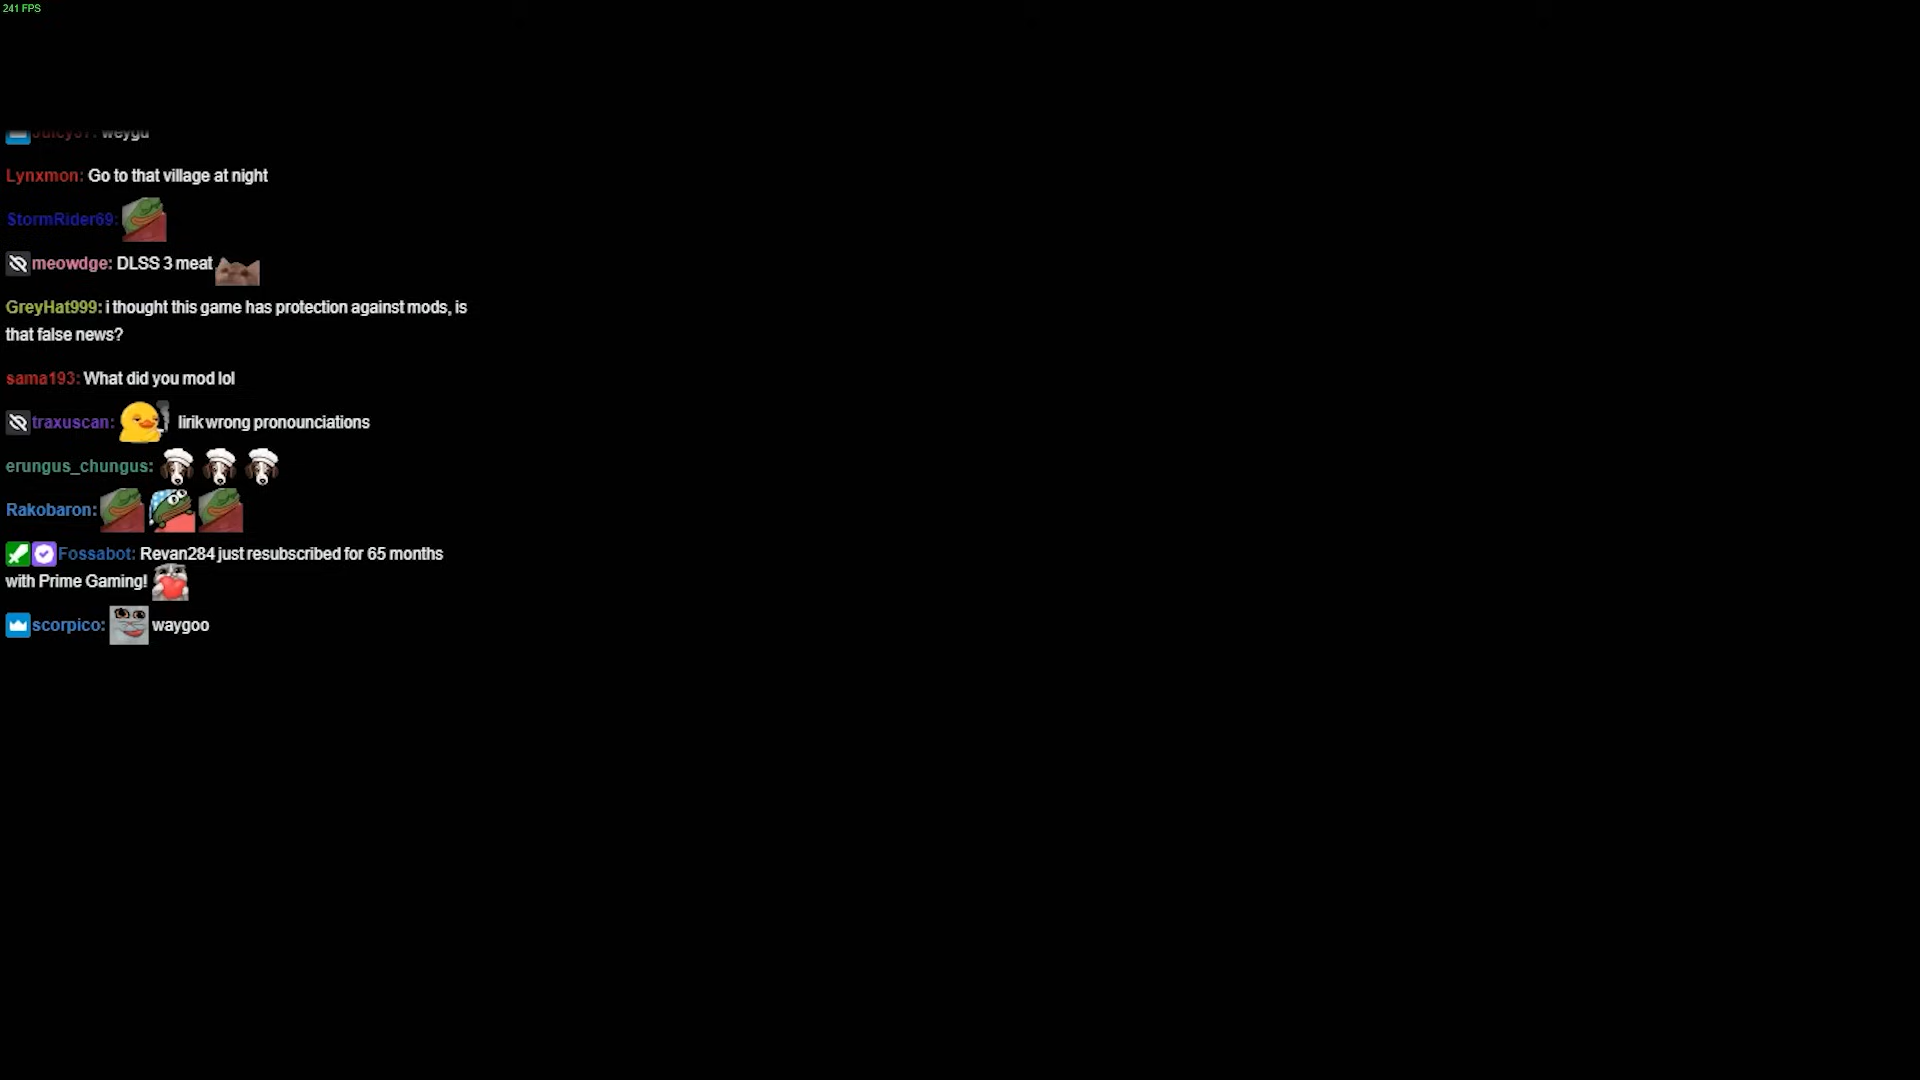 241 FPS
weygu
Lynxmon: Go to that village at night
StormRider69:
meowdge: DLSS 3 meat
GreyHat999: i thought this game has protection against mods, is
that false news?
sama193: What did you mod lol
traxuscan: lirik wrong pronounciations
erungus_chungus:
Rakobaron:
Fossabot: Revan284 just resubscribed for 65 months
with Prime Gaming!
scorpico: waygoo